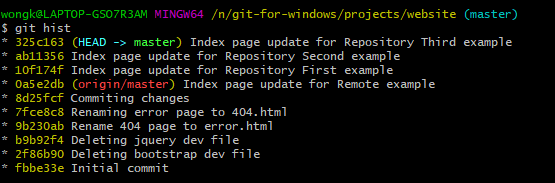 wongk@LAPTOP-GSO7R3AM MINGW64 /n/git-for-windows/projects/website (master)
$ git hist
* 325c163 (HEAD -> master) Index page update for Repository Third example
* ab11356 Index page update for Repository Second example
* 10f174f Index page update for Repository First example
* 0a5e2db (origin/master) Index page update for Remote example
* 8d25fcf Commiting changes
* 7fce8c8 Renaming error page to 404.html
* 9b230ab Rename 404 page to error.html
* b9b92f4 Deleting jquery dev file
* 2f86b90 Deleting bootstrap dev file
* fbbe33e Initial commit